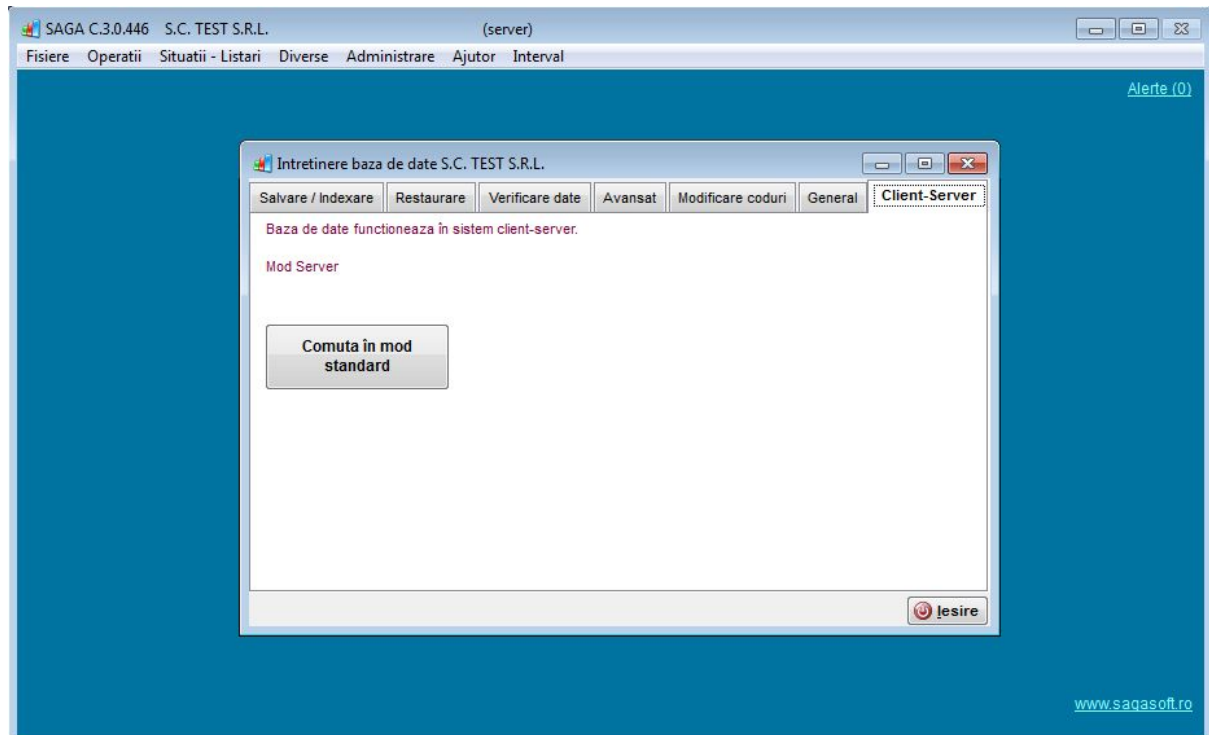 SAGA C.3.0.446 S.C. TEST S.R.L. (server)
Fisiere Operatii Situatii - Listari Diverse Administrare Ajutor Interval
Alerte (0)
Intretinere baza de date S.C. TEST S.R.L.
Salvare / Indexare Restaurare Verificare date Avansat Modificare coduri General Client-Server
Baza de date functioneaza în sistem client-server.
Mod Server
Comuta în mod
standard
Iesire
www.sagasoft.ro